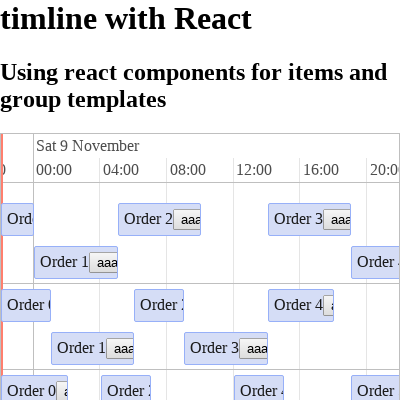 timline with React
Using react components for items and
group templates
Sat 9 November
00:00 04:00 08:00 12:00 16:00 20:0
Ord Order 2 aaa Order 3 aaa
Order 1 aaa Order
Order Order Order 4
Order 1 aaa Order 3 aaa
Order 0 Order Order Order